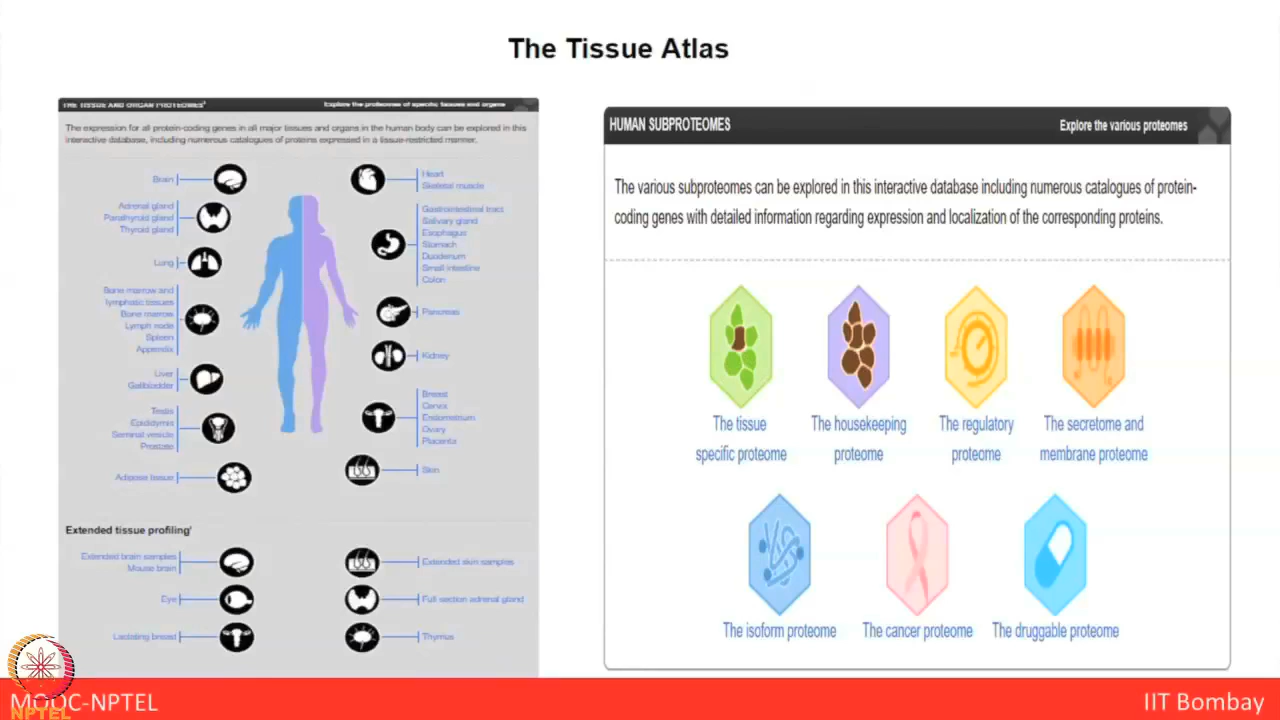 The Tissue Atlas
THE TISSUE AND ORGAN PROTEOMES
Explore the proteomes of specific tissues and organs
The expression for all protein-coding genes in all major tissues and organs in the human body can be explored in this
interactive database, including numerous catalogues of proteins expressed in a tissue-restricted manner.
Brain
Adrenal gland
Parathyroid gland
Thyroid gland
Lung
Bone marrow and
lymphatic tissues
Bone marrow
Lymph node
Spleen
Appendix
Liver
Gallbladder
Testis
Epididymis
Seminal vesicle
Prostate
Adipose tissue
Heart
Skeletal muscle
Gastrointestinal tract
Salivary gland
Esophagus
Stomach
Duodenum
Small intestine
Colon
Pancreas
Kidney
Breast
Cervix
Endometrium
Ovary
Placenta
Skin
Extended tissue profiling
Extended brain samples
Mouse brain
Eye
Lactating breast
Extended skin samples
Full section adrenal gland
Thymus
HUMAN SUBPROTEOMES
Explore the various proteomes
The various subproteomes can be explored in this interactive database including numerous catalogues of protein-
coding genes with detailed information regarding expression and localization of the corresponding proteins.
The tissue
specific proteome
The housekeeping
proteome
The regulatory
proteome
The secretome and
membrane proteome
The isoform proteome
The cancer proteome
The druggable proteome
MOOC-NPTEL
NPTEL
IIT Bombay